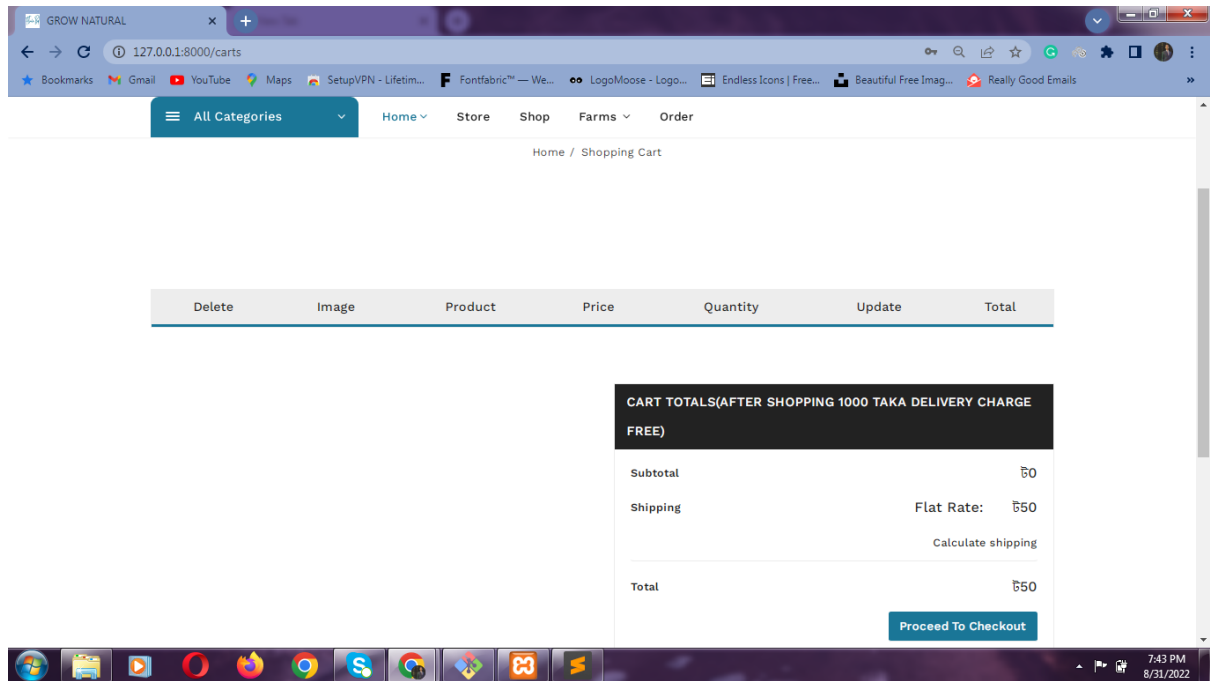 GROW NATURAL
127.0.0.1:8000/carts
Bookmarks Gmail YouTube Maps SetupVPN - Lifetim... Fontfabric™ — We... LogoMoose - Logo... Endless Icons | Free... Beautiful Free Imag... Really Good Emails »
All Categories Home Store Shop Farms Order
Home / Shopping Cart
Delete Image Product Price Quantity Update Total
CART TOTALS(AFTER SHOPPING 1000 TAKA DELIVERY CHARGE
FREE)
Subtotal ৳0
Shipping Flat Rate: ৳50
Calculate shipping
Total ৳50
Proceed To Checkout
7:43 PM
8/31/2022